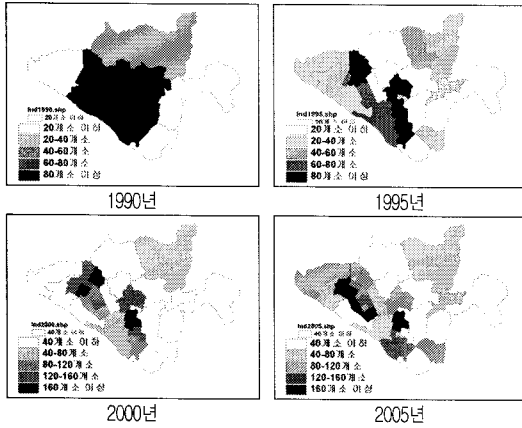 Ind1990.shp
20개소 이하
20-40개소
40-60개소
60-80개소
80개소 이상
1990년
Ind1995.shp
20개소 이하
20-40개소
40-60개소
60-80개소
80개소 이상
1995년
40개소 이하
40-80개소
80-120개소
120-160개소
160개소 이상
2000년
Ind2005.shp
40개소 이하
40-80개소
80-120개소
120-160개소
160개소 이상
2005년